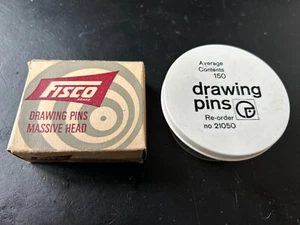 FISCO
BRAND
DRAWING PINS
MASSIVE HEAD
Average
Contents
150
drawing
pins
Re-order
no 21050